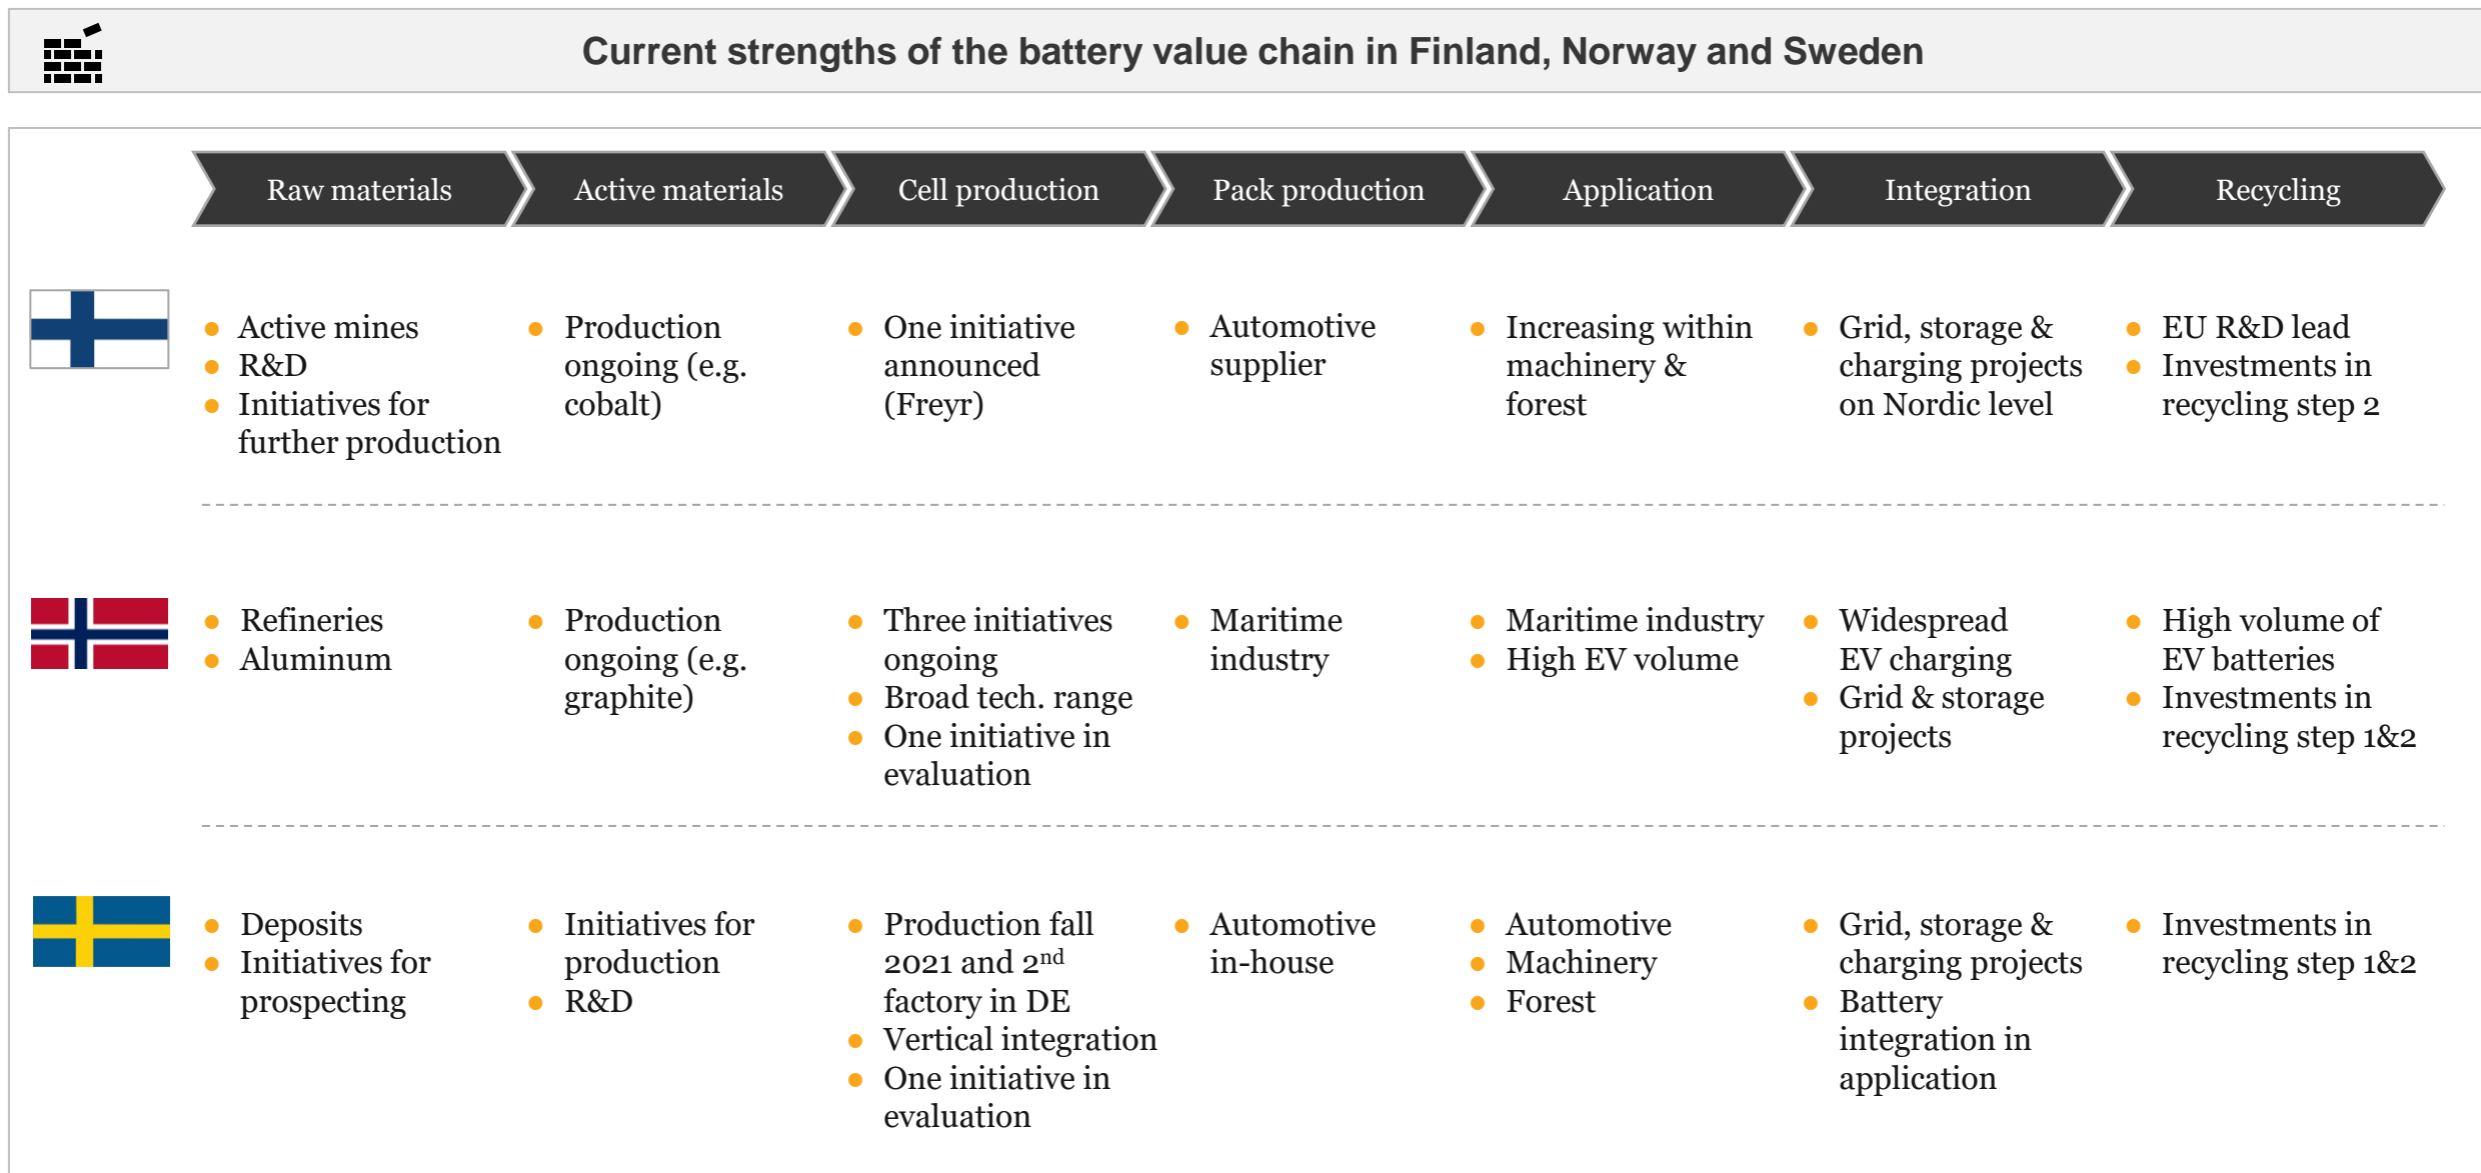 Current strengths of the battery value chain in Finland, Norway and Sweden
Raw materials
Active materials
Cell production
Pack production
Application
Integration
Recycling
Active mines
R&D
Initiatives for
further production
Production
ongoing (e.g.
cobalt)
One initiative
announced
(Freyr)
Automotive
supplier
Increasing within
machinery &
forest
Grid, storage &
charging projects
on Nordic level
EU R&D lead
Investments in
recycling step 2
Refineries
Aluminum
Production
ongoing (e.g.
graphite)
Three initiatives
ongoing
Broad tech. range
One initiative in
evaluation
Maritime
industry
Maritime industry
High EV volume
Widespread
EV charging
Grid & storage
projects
High volume of
EV batteries
Investments in
recycling step 1&2
Deposits
Initiatives for
prospecting
Initiatives for
production
R&D
Production fall
2021 and 2nd
factory in DE
Vertical integration
One initiative in
evaluation
Automotive
in-house
Automotive
Machinery
Forest
Grid, storage &
charging projects
Battery
integration in
application
Investments in
recycling step 1&2